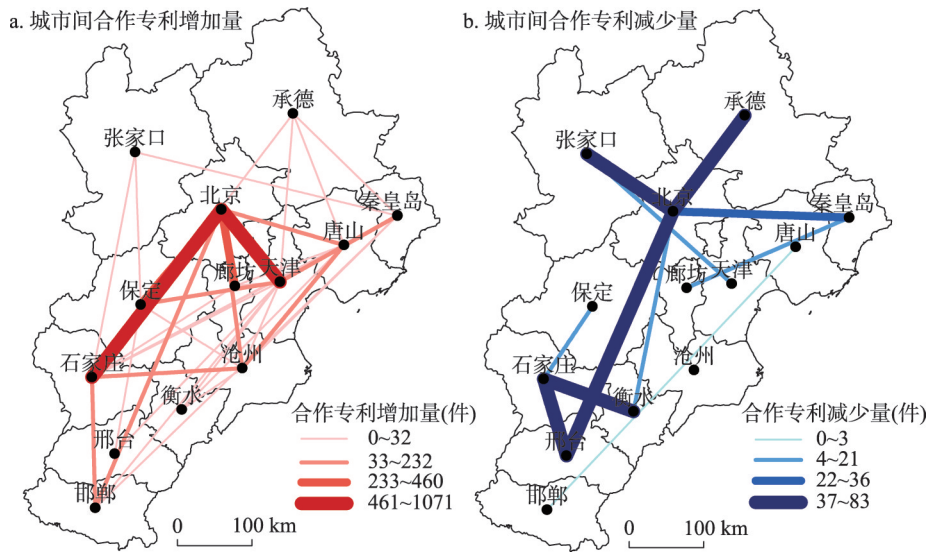 a. 城市间合作专利增加量
承德
张家口
北京
秦皇岛
唐山
廊坊
天津
保定
石家庄
沧州
衡水
邢台
邯郸
合作专利增加量(件)
0~32
33~232
233~460
461~1071
0 100 km
b. 城市间合作专利减少量
承德
张家口
北京
秦皇岛
唐山
廊坊
天津
保定
石家庄
沧州
衡水
邢台
邯郸
合作专利减少量(件)
0~3
4~21
22~36
37~83
0 100 km